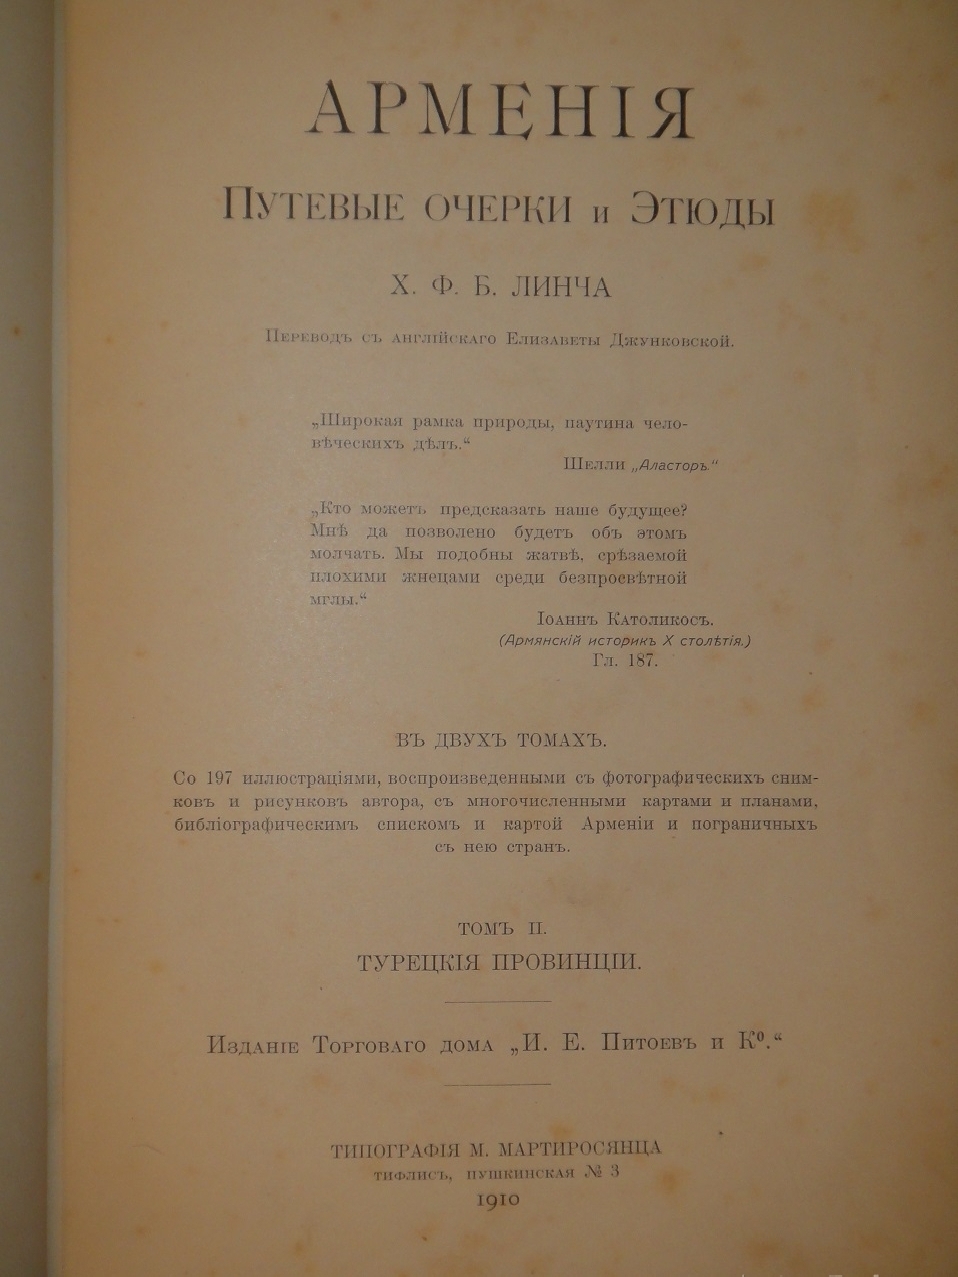 АРМЕНІЯ
Путевые очерки и Этюды
Х. Ф. Б. ЛИНЧА
Переводъ съ англійскаго Елизаветы Джунковской.
„Широкая рамка природы, паутина чело-
вѣческихъ дѣлъ.“
Шелли „Аласторъ.“
„Кто можетъ предсказать наше будущее?
Мнѣ да позволено будетъ объ этомъ
молчать. Мы подобны жатвѣ, срѣзаемой
плохими жнецами среди безпросвѣтной
мглы.“
Іоаннъ Католикосъ.
(Армянскій историкъ X столѣтія.)
Гл. 187.
ВЪ ДВУХЪ ТОМАХЪ.
Со 197 иллюстраціями, воспроизведенными съ фотографическихъ сним-
ковъ и рисунковъ автора, съ многочисленными картами и планами,
библіографическимъ спискомъ и картой Арменіи и пограничныхъ
съ нею странъ.
ТОМЪ II.
ТУРЕЦКІЯ ПРОВИНЦІИ.
Изданіе Торговаго дома „И. Е. Питоевъ и К⁰.“
ТИПОГРАФІЯ М. МАРТИРОСЯНЦА
ТИФЛИСЪ, ПУШКИНСКАЯ № 3
1910